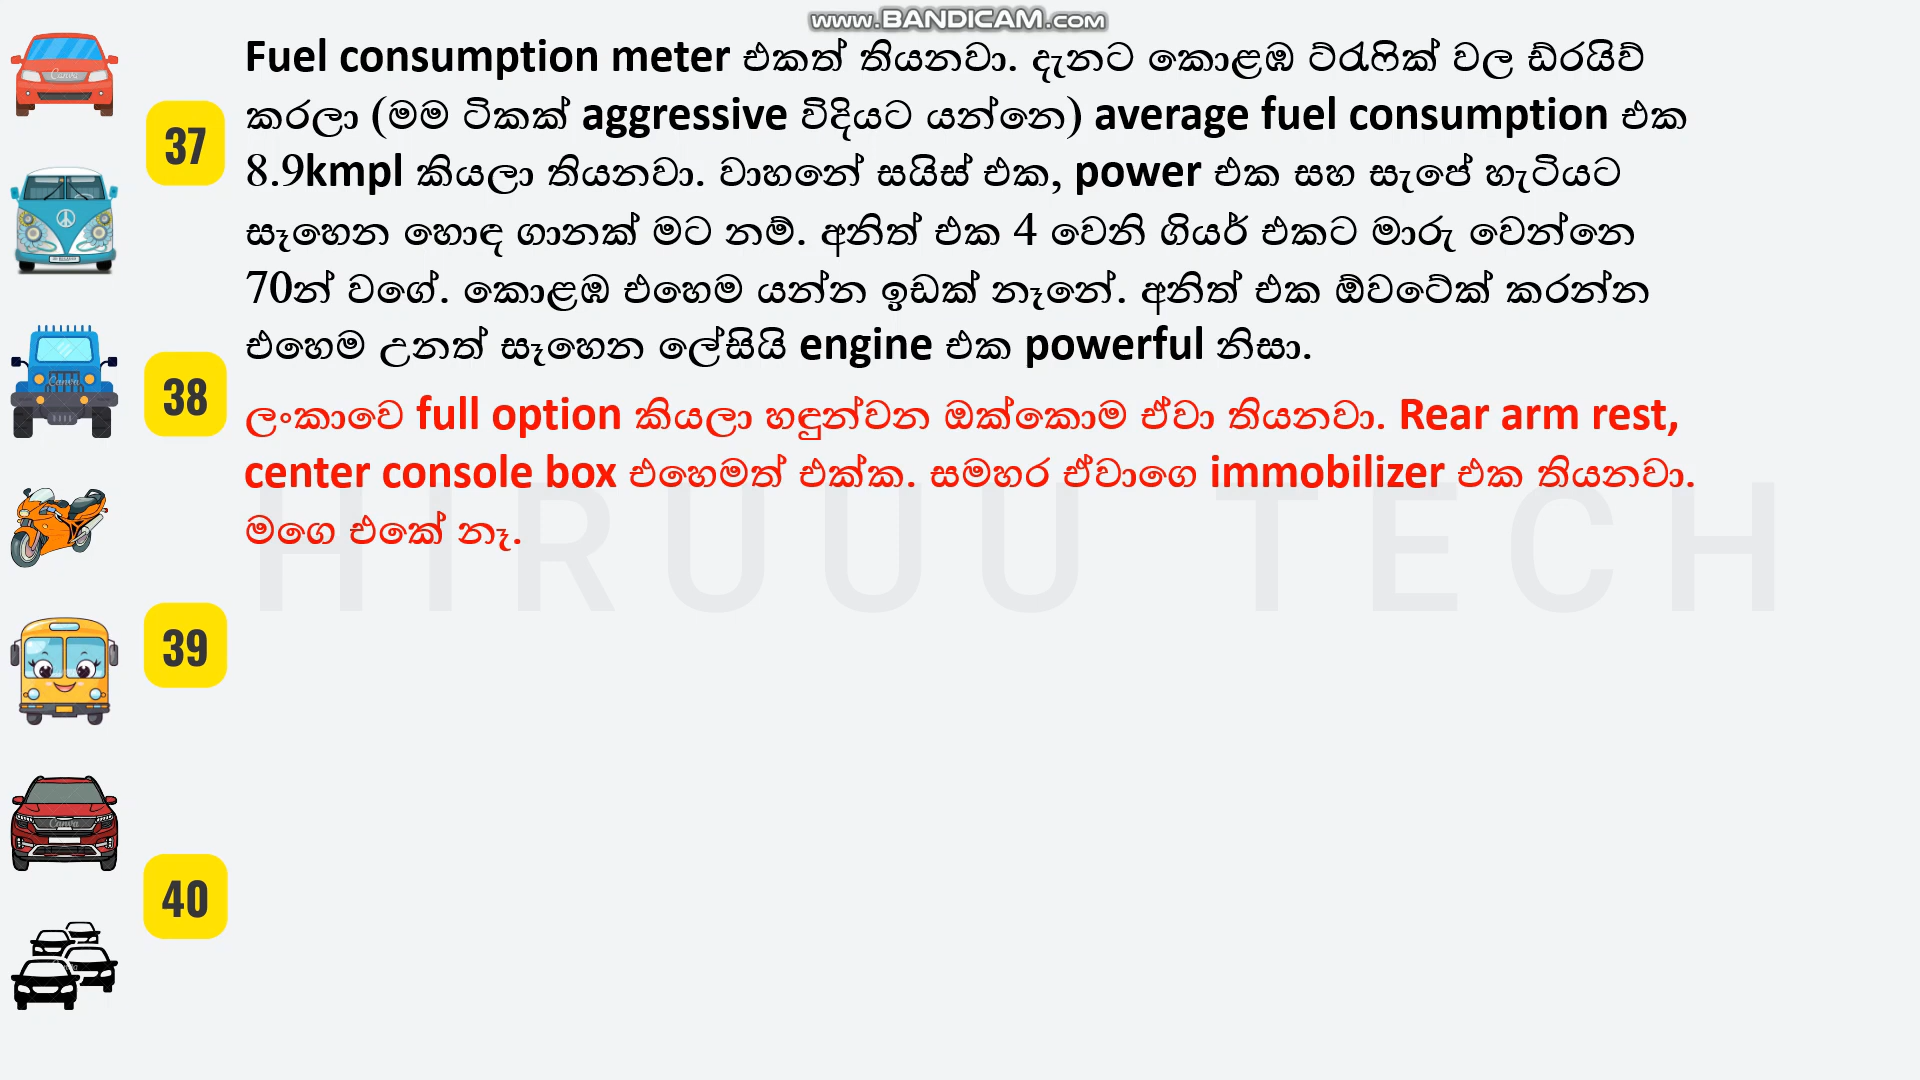 www.BANDICAM.com
Fuel consumption meter එකත් තියනවා. දැනට කොළඹ ට්රැෆික් වල ඩ්රයිව්
37
කරලා (මම ටිකක් aggressive විදියට යන්නෙ) average fuel consumption එක
8.9kmpl කියලා තියනවා. වාහනේ සයිස් එක, power එක සහ සැපේ හැටියට
සෑහෙන හොඳ ගානක් මට නම්. අනිත් එක 4 වෙනි ගියර් එකට මාරු වෙන්නෙ
70න් වගේ. කොළඹ එහෙම යන්න ඉඩක් නෑනේ. අනිත් එක ඕවටේක් කරන්න
එහෙම උනත් සෑහෙන ලේසියි engine එක powerful නිසා.
38
ලංකාවෙ full option කියලා හඳුන්වන ඔක්කොම ඒවා තියනවා. Rear arm rest,
center console box එහෙමත් එක්ක. සමහර ඒවාගෙ immobilizer එක තියනවා.
මගෙ එකේ නෑ.
HIRUUU TECH
39
40